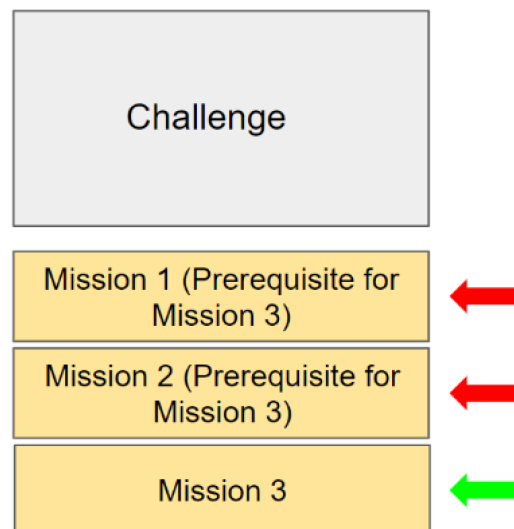 Challenge
Mission 1 (Prerequisite for
Mission 3)
Mission 2 (Prerequisite for
Mission 3)
Mission 3